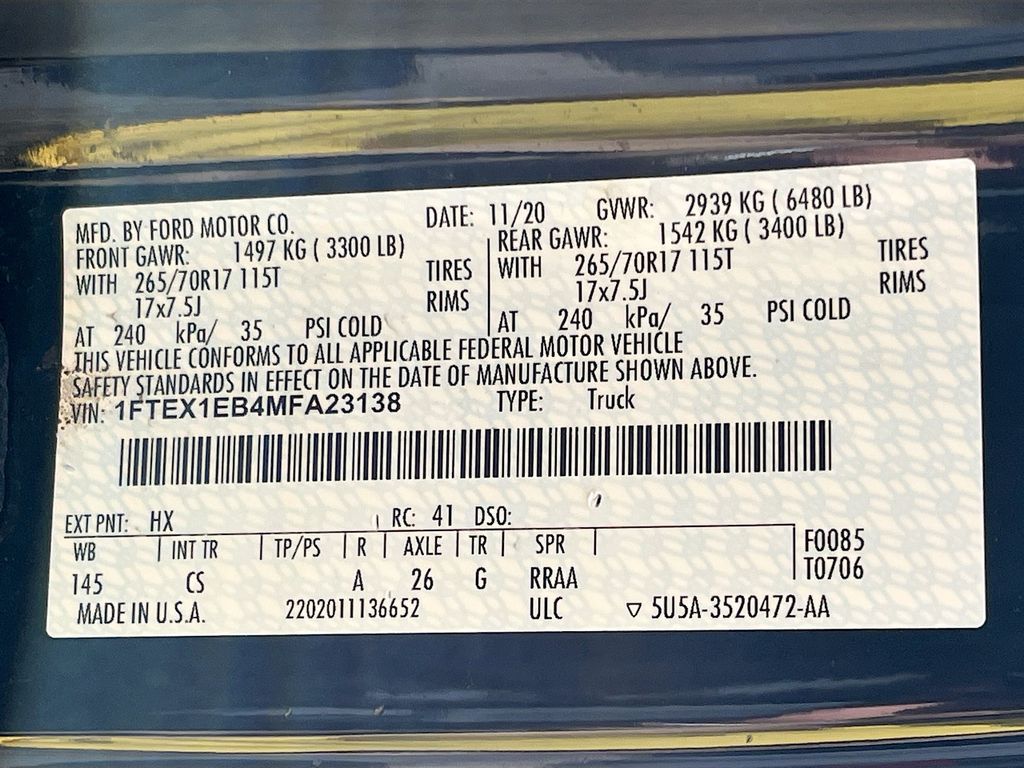 MFD. BY FORD MOTOR CO. DATE: 11/20 GVWR: 2939 KG ( 6480 LB)
FRONT GAWR: 1497 KG ( 3300 LB) REAR GAWR: 1542 KG ( 3400 LB)
WITH 265/70R17 115T TIRES WITH 265/70R17 115T TIRES
17x7.5J RIMS 17x7.5J RIMS
AT 240 kPa/ 35 PSI COLD AT 240 kPa/ 35 PSI COLD
THIS VEHICLE CONFORMS TO ALL APPLICABLE FEDERAL MOTOR VEHICLE
SAFETY STANDARDS IN EFFECT ON THE DATE OF MANUFACTURE SHOWN ABOVE.
VIN: 1FTEX1EB4MFA23138 TYPE: Truck
EXT PNT: HX RC: 41 DSO:
WB INT TR TP/PS R AXLE TR SPR F0085
145 CS A 26 G RRAA T0706
MADE IN U.S.A. 2202011136652 ULC ▽ 5U5A-3520472-AA